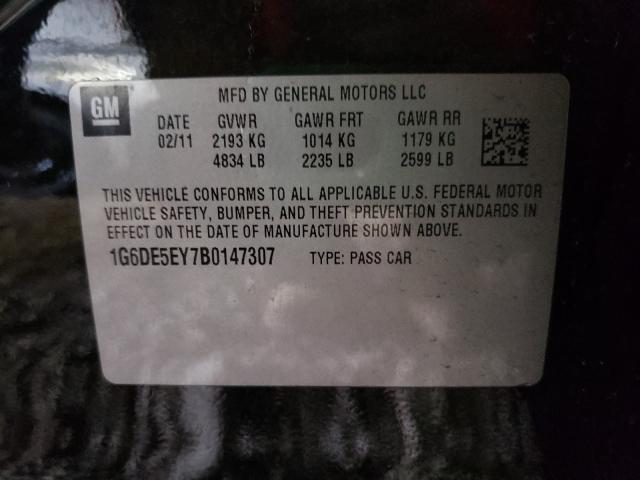 GM
MFD BY GENERAL MOTORS LLC
DATE GVWR GAWR FRT GAWR RR
02/11 2193 KG 1014 KG 1179 KG
4834 LB 2235 LB 2599 LB
THIS VEHICLE CONFORMS TO ALL APPLICABLE U.S. FEDERAL MOTOR
VEHICLE SAFETY, BUMPER, AND THEFT PREVENTION STANDARDS IN
EFFECT ON THE DATE OF MANUFACTURE SHOWN ABOVE.
1G6DE5EY7B0147307 TYPE: PASS CAR